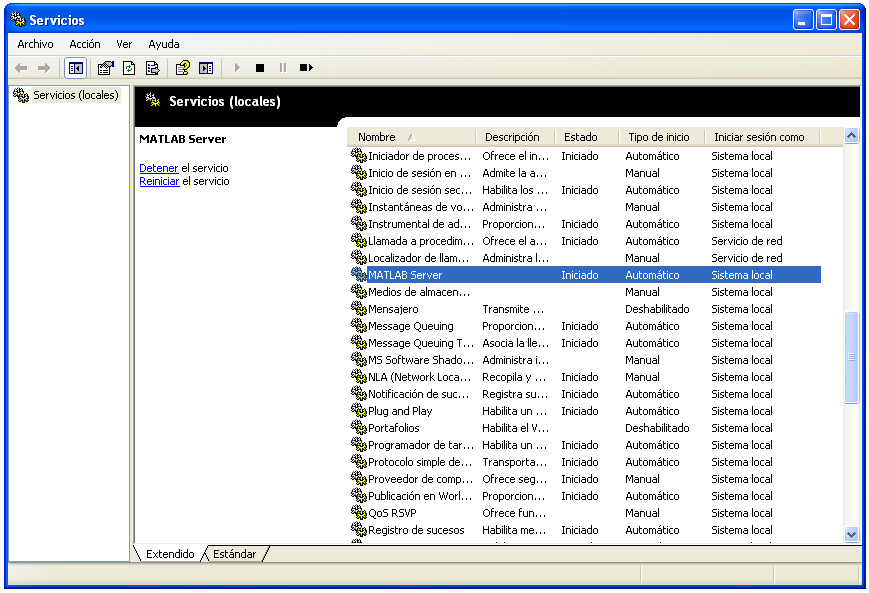 Servicios
Archivo Acción Ver Ayuda
Servicios (locales)
Servicios (locales)
MATLAB Server
Detener el servicio
Reiniciar el servicio
Nombre Descripción Estado Tipo de inicio Iniciar sesión como
Iniciador de proces... Ofrece el in... Iniciado Automático Sistema local
Inicio de sesión en ... Admite la a... Manual Sistema local
Inicio de sesión sec... Habilita los ... Iniciado Automático Sistema local
Instantáneas de vo... Administra ... Manual Sistema local
Instrumental de ad... Proporcion... Iniciado Automático Sistema local
Llamada a procedim... Ofrece el a... Iniciado Automático Servicio de red
Localizador de llam... Administra l... Manual Servicio de red
MATLAB Server Iniciado Automático Sistema local
Medios de almacen... Manual Sistema local
Mensajero Transmite ... Deshabilitado Sistema local
Message Queuing Proporcion... Iniciado Automático Sistema local
Message Queuing T... Asocia la lle... Iniciado Automático Sistema local
MS Software Shado... Administra i... Manual Sistema local
NLA (Network Loca... Recopila y ... Iniciado Manual Sistema local
Notificación de suc... Registra su... Iniciado Automático Sistema local
Plug and Play Habilita un ... Iniciado Automático Sistema local
Portafolios Habilita el V... Deshabilitado Sistema local
Programador de tar... Habilita un ... Iniciado Automático Sistema local
Protocolo simple de... Transporta... Iniciado Automático Sistema local
Proveedor de comp... Ofrece seg... Iniciado Manual Sistema local
Publicación en Worl... Proporcion... Iniciado Automático Sistema local
QoS RSVP Ofrece fun... Manual Sistema local
Registro de sucesos Habilita me... Iniciado Automático Sistema local
Extendido Estándar